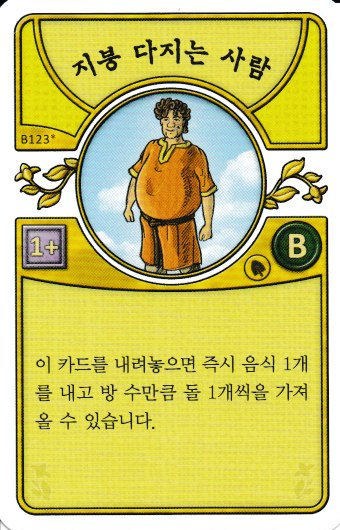 지붕 다지는 사람
B123*
1+
B
이 카드를 내려놓으면 즉시 음식 1개
를 내고 방 수만큼 돌 1개씩을 가져
올 수 있습니다.